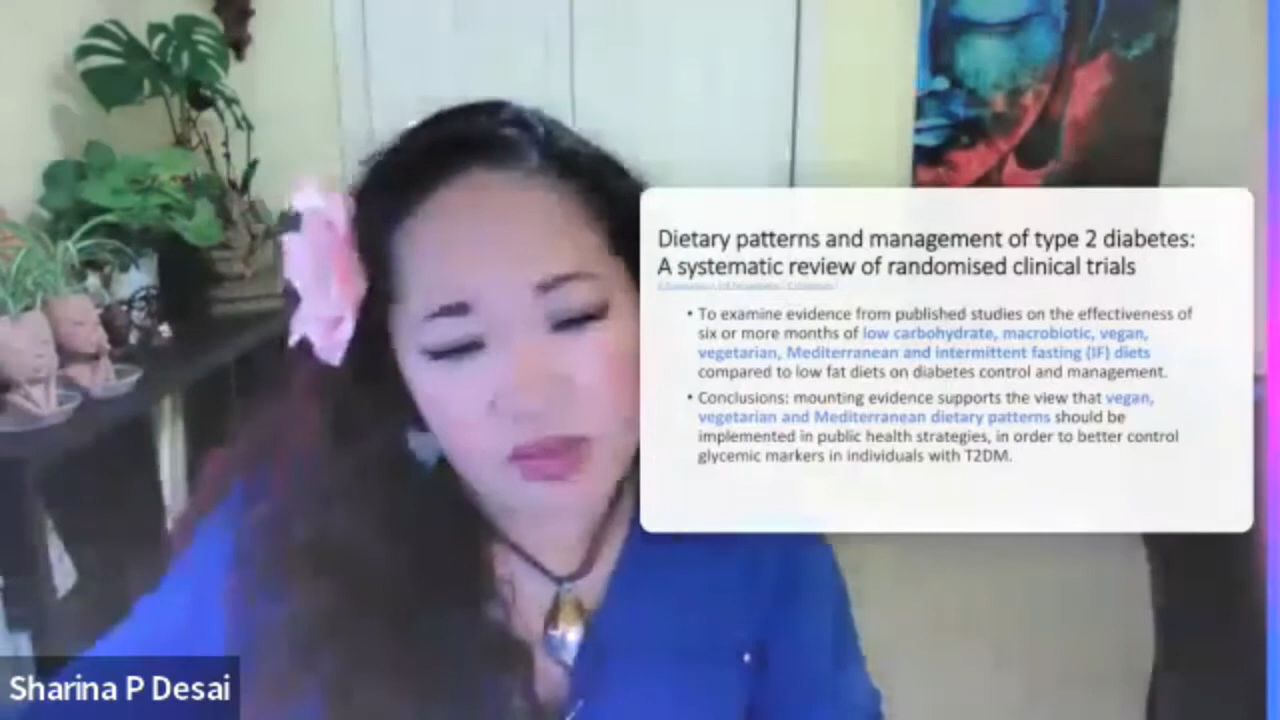 Dietary patterns and management of type 2 diabetes:
A systematic review of randomised clinical trials
• To examine evidence from published studies on the effectiveness of
six or more months of low carbohydrate, macrobiotic, vegan,
vegetarian, Mediterranean and intermittent fasting (IF) diets
compared to low fat diets on diabetes control and management.
• Conclusions: mounting evidence supports the view that vegan,
vegetarian and Mediterranean dietary patterns should be
implemented in public health strategies, in order to better control
glycemic markers in individuals with T2DM.
Sharina P Desai